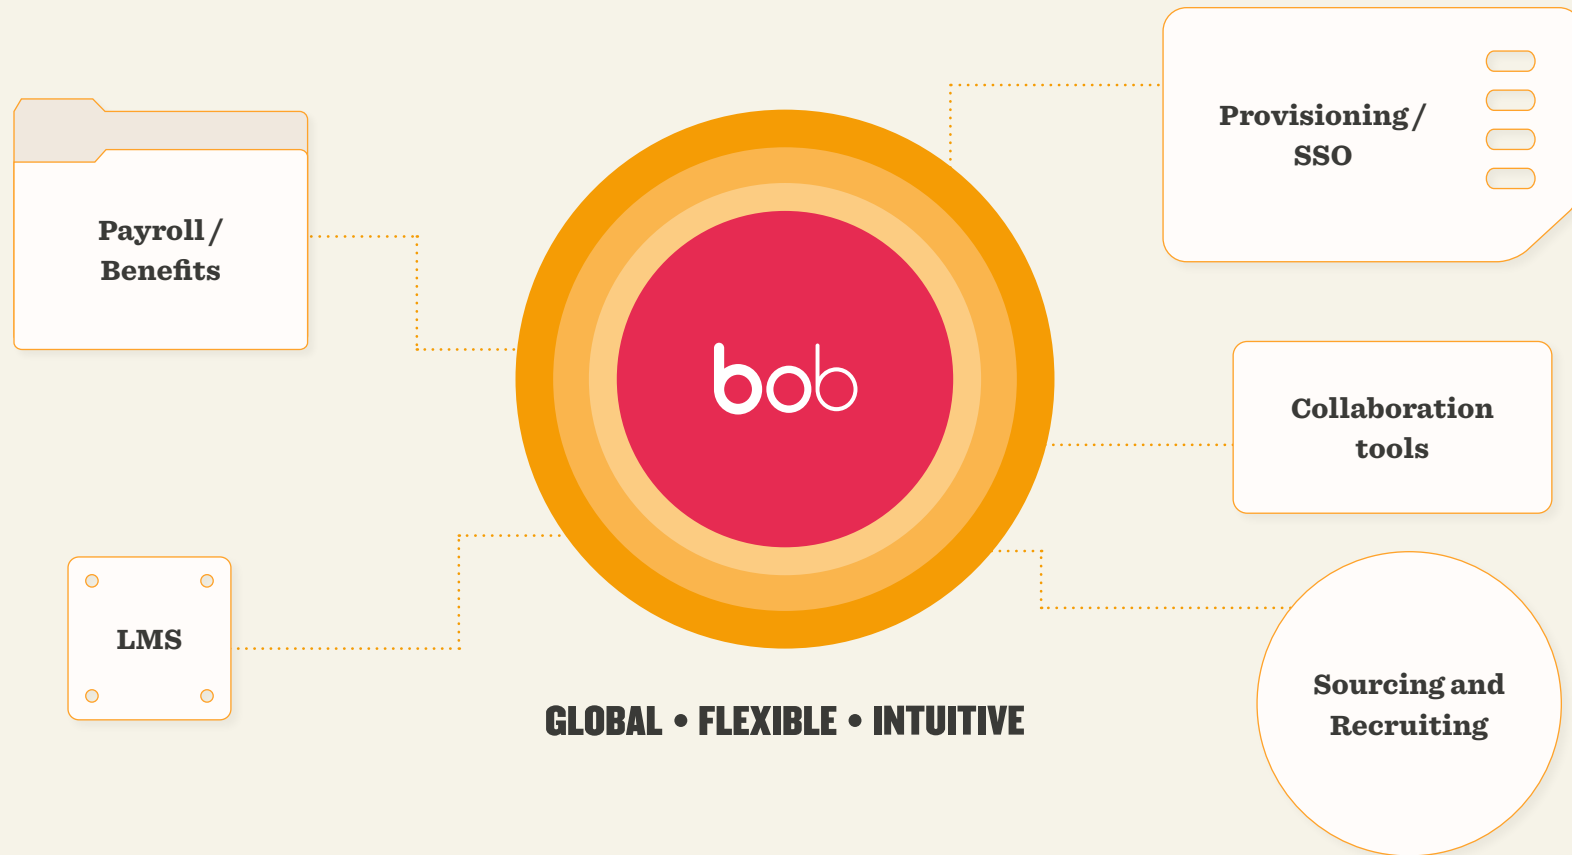 Provisioning/
SSO
Payroll/
Benefits
bob
Collaboration
tools
LMS
Sourcing and
Recruiting
GLOBAL • FLEXIBLE • INTUITIVE